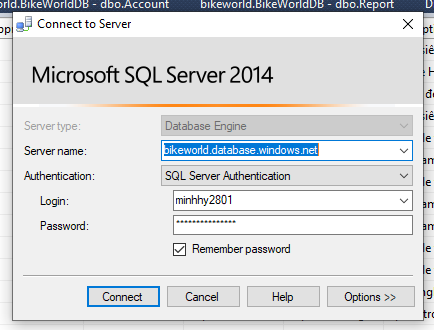 world.BikeWorldDB - dbo.Account bikeworld.BikeWorldDB - dbo.Report
Connect to Server
Microsoft SQL Server 2014
Server type: Database Engine
Server name: bikeworld.database.windows.net
Authentication: SQL Server Authentication
Login: minhhy2801
Password: ***************
Remember password
Connect Cancel Help Options >>